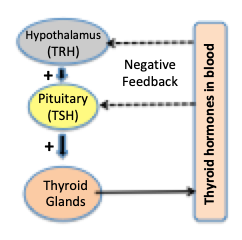 Hypothalamus
(TRH)
+
Negative
Feedback
Pituitary
(TSH)
+
Thyroid
Glands
Thyroid hormones in blood